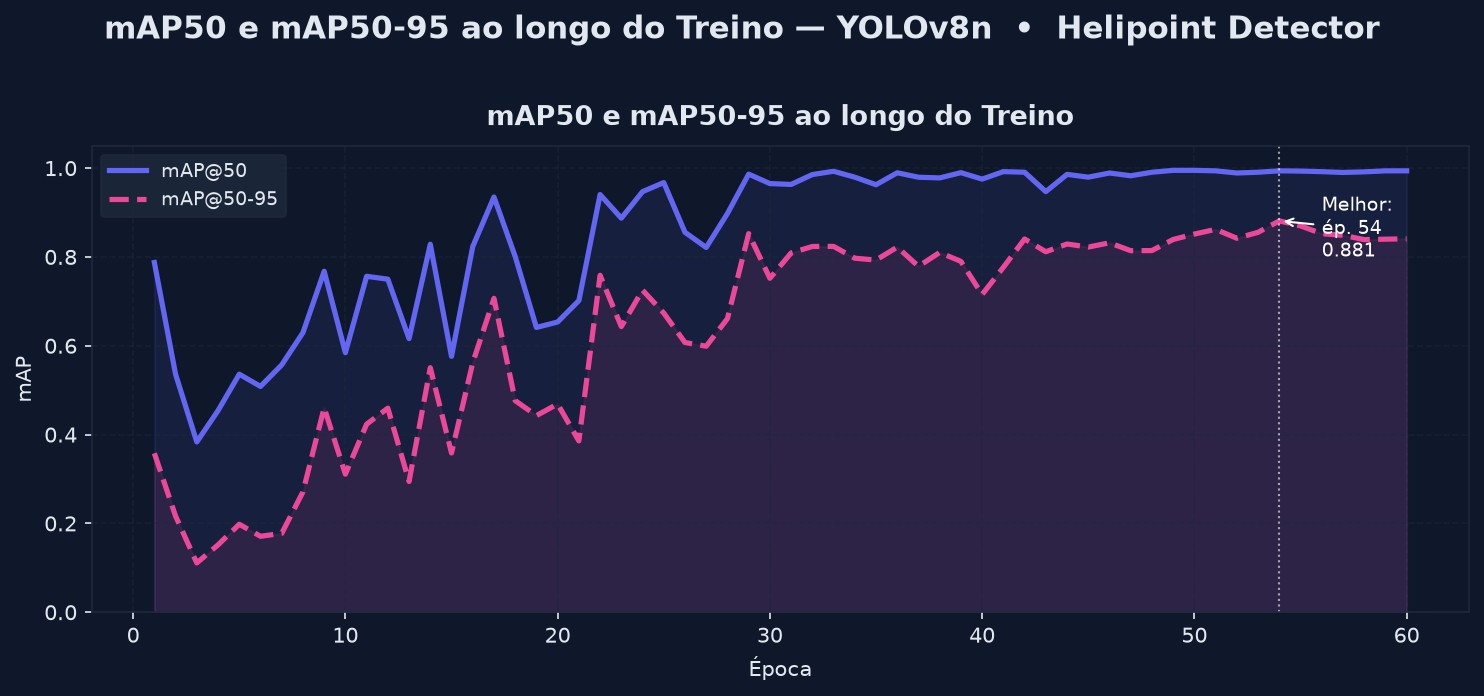 mAP50 e mAP50-95 ao longo do Treino — YOLOv8n • Helipoint Detector
mAP50 e mAP50-95 ao longo do Treino
mAP@50
mAP@50-95
Melhor:
ép. 54
0.881
mAP
1.0
0.8
0.6
0.4
0.2
0.0
0 10 20 30 40 50 60
Época